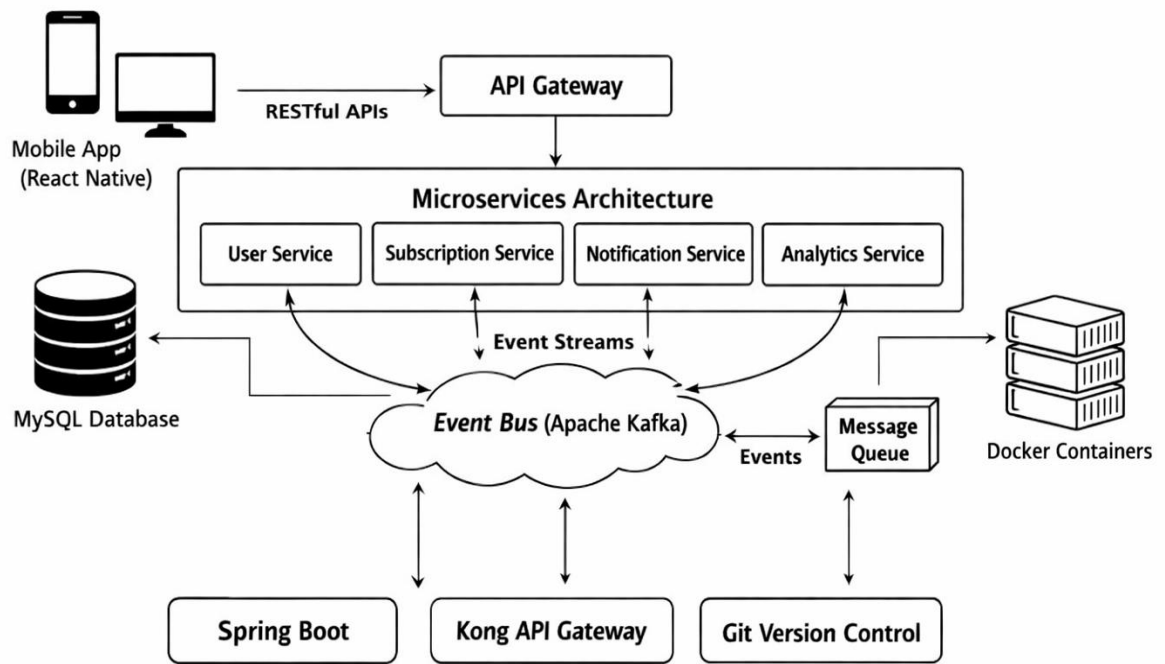 API Gateway
RESTful APIs
Mobile App
(React Native)
Microservices Architecture
User Service
Subscription Service
Notification Service
Analytics Service
Event Streams
MySQL Database
Event Bus (Apache Kafka)
Events
Message
Queue
Docker Containers
Spring Boot
Kong API Gateway
Git Version Control